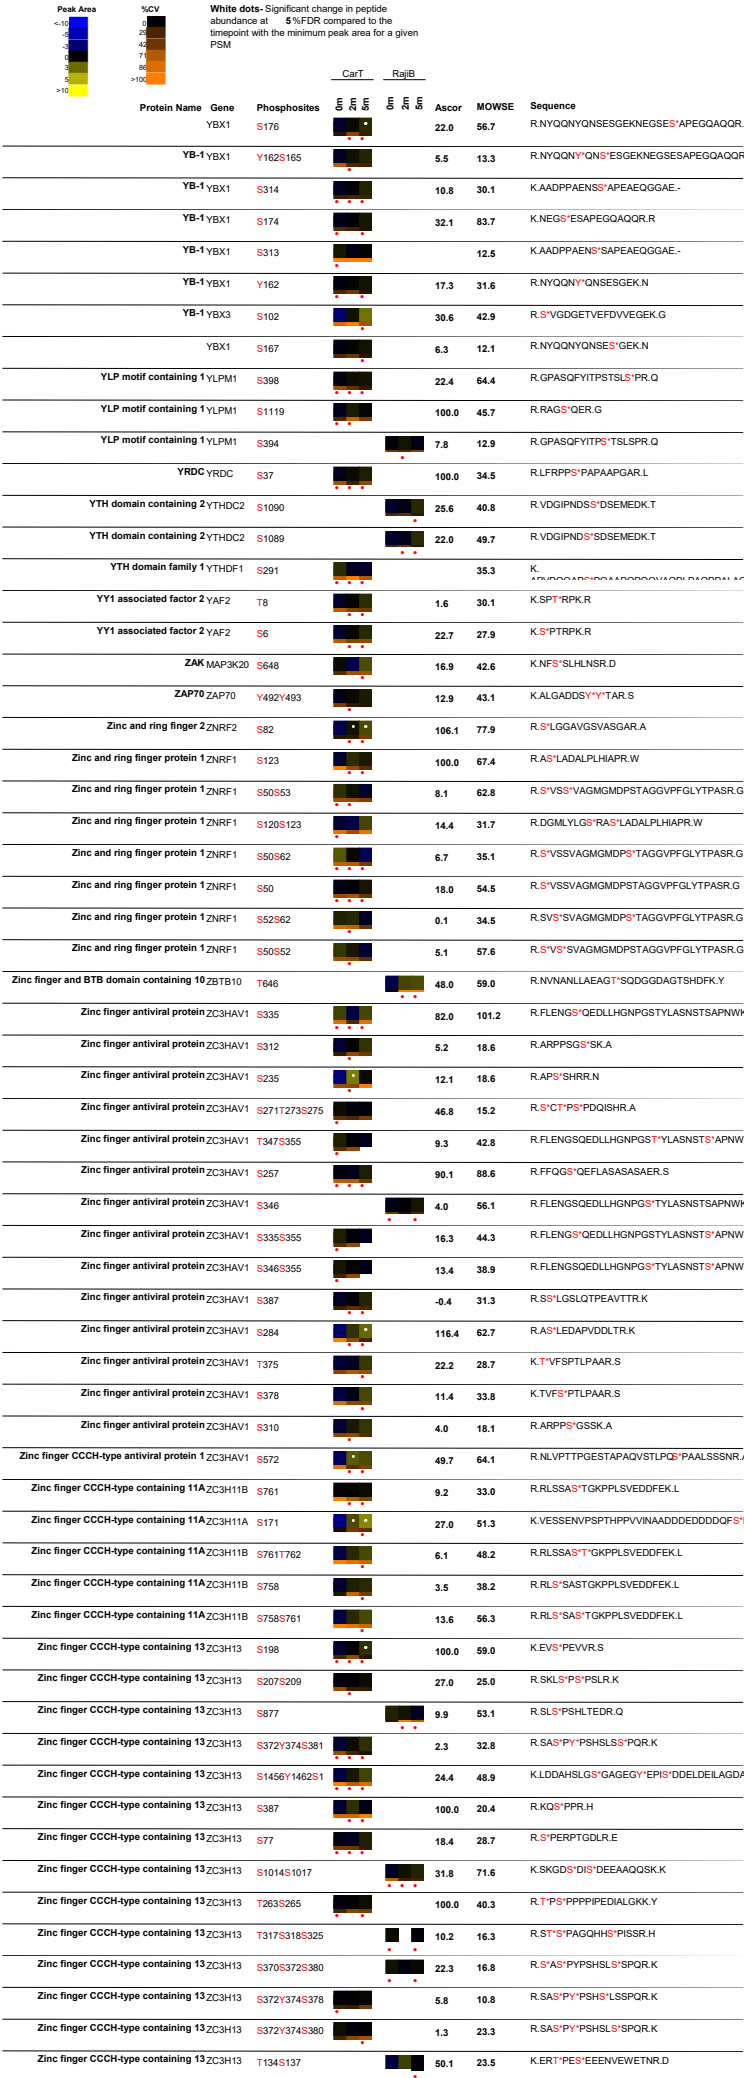 Peak Area %CV White dots- Significant change in peptide
abundance at 5 %FDR compared to the
timepoint with the minimum peak area for a given
PSM
<-10 0
-5 29
-3 42
0 71
3 86
5 >100
>10
CarT RajiB
Protein Name Gene Phosphosites 0m 2m 5m 0m 2m 5m Ascor MOWSE Sequence
YBX1 S176 22.0 56.7 R.NYQQNYQNSESGEKNEGSES*APEGQAQQR.
YB-1 YBX1 Y162S165 5.5 13.3 R.NYQQNY*QNS*ESGEKNEGSESAPEGQAQQR
YB-1 YBX1 S314 10.8 30.1 K.AADPPAENSS*APEAEQGGAE.-
YB-1 YBX1 S174 32.1 83.7 K.NEGS*ESAPEGQAQQR.R
YB-1 YBX1 S313 12.5 K.AADPPAENS*SAPEAEQGGAE.-
YB-1 YBX1 Y162 17.3 31.6 R.NYQQNY*QNSESGEK.N
YB-1 YBX3 S102 30.6 42.9 R.S*VGDGETVEFDVVEGEK.G
YBX1 S167 6.3 12.1 R.NYQQNYQNSES*GEK.N
YLP motif containing 1 YLPM1 S398 22.4 64.4 R.GPASQFYITPSTSLS*PR.Q
YLP motif containing 1 YLPM1 S1119 100.0 45.7 R.RAGS*QER.G
YLP motif containing 1 YLPM1 S394 7.8 12.9 R.GPASQFYITPS*TSLSPR.Q
YRDC YRDC S37 100.0 34.5 R.LFRPPS*PAPAAPGAR.L
YTH domain containing 2 YTHDC2 S1090 25.6 40.8 R.VDGIPNDSS*DSEMEDK.T
YTH domain containing 2 YTHDC2 S1089 22.0 49.7 R.VDGIPNDS*SDSEMEDK.T
YTH domain family 1 YTHDF1 S291 35.3 K.
YY1 associated factor 2 YAF2 T8 1.6 30.1 K.SPT*RPK.R
YY1 associated factor 2 YAF2 S6 22.7 27.9 K.S*PTRPK.R
ZAK MAP3K20 S648 16.9 42.6 K.NFS*SLHLNSR.D
ZAP70 ZAP70 Y492Y493 12.9 43.1 K.ALGADDSY*Y*TAR.S
Zinc and ring finger 2 ZNRF2 S82 106.1 77.9 R.S*LGGAVGSVASGAR.A
Zinc and ring finger protein 1 ZNRF1 S123 100.0 67.4 R.AS*LADALPLHIAPR.W
Zinc and ring finger protein 1 ZNRF1 S50S53 8.1 62.8 R.S*VSS*VAGMGMDPSTAGGVPFGLYTPASR.G
Zinc and ring finger protein 1 ZNRF1 S120S123 14.4 31.7 R.DGMLYLGS*RAS*LADALPLHIAPR.W
Zinc and ring finger protein 1 ZNRF1 S50S62 6.7 35.1 R.S*VSSVAGMGMDPS*TAGGVPFGLYTPASR.G
Zinc and ring finger protein 1 ZNRF1 S50 18.0 54.5 R.S*VSSVAGMGMDPSTAGGVPFGLYTPASR.G
Zinc and ring finger protein 1 ZNRF1 S52S62 0.1 34.5 R.SVS*SVAGMGMDPS*TAGGVPFGLYTPASR.G
Zinc and ring finger protein 1 ZNRF1 S50S52 5.1 57.6 R.S*VS*SVAGMGMDPSTAGGVPFGLYTPASR.G
Zinc finger and BTB domain containing 10 ZBTB10 T646 48.0 59.0 R.NVNANLLAEAGT*SQDGGDAGTSHDFK.Y
Zinc finger antiviral protein ZC3HAV1 S335 82.0 101.2 R.FLENGS*QEDLLHGNPGSTYLASNSTSAPNWK
Zinc finger antiviral protein ZC3HAV1 S312 5.2 18.6 R.ARPPSGS*SK.A
Zinc finger antiviral protein ZC3HAV1 S235 12.1 18.6 R.APS*SHRR.N
Zinc finger antiviral protein ZC3HAV1 S271T273S275 46.8 15.2 R.S*CT*PS*PDQISHR.A
Zinc finger antiviral protein ZC3HAV1 T347S355 9.3 42.8 R.FLENGSQEDLLHGNPGST*YLASNSTS*APNW
Zinc finger antiviral protein ZC3HAV1 S257 90.1 88.6 R.FFQGS*QEFLASASASAER.S
Zinc finger antiviral protein ZC3HAV1 S346 4.0 56.1 R.FLENGSQEDLLHGNPGS*TYLASNSTSAPNWK
Zinc finger antiviral protein ZC3HAV1 S335S355 16.3 44.3 R.FLENGS*QEDLLHGNPGSTYLASNSTS*APNW
Zinc finger antiviral protein ZC3HAV1 S346S355 13.4 38.9 R.FLENGSQEDLLHGNPGS*TYLASNSTS*APNW
Zinc finger antiviral protein ZC3HAV1 S387 -0.4 31.3 R.SS*LGSLQTPEAVTTR.K
Zinc finger antiviral protein ZC3HAV1 S284 116.4 62.7 R.AS*LEDAPVDDLTR.K
Zinc finger antiviral protein ZC3HAV1 T375 22.2 28.7 K.T*VFSPTLPAAR.S
Zinc finger antiviral protein ZC3HAV1 S378 11.4 33.8 K.TVFS*PTLPAAR.S
Zinc finger antiviral protein ZC3HAV1 S310 4.0 18.1 R.ARPPS*GSSK.A
Zinc finger CCCH-type antiviral protein 1 ZC3HAV1 S572 49.7 64.1 R.NLVPTTPGESTAPAQVSTLPQS*PAALSSSNR.A
Zinc finger CCCH-type containing 11A ZC3H11B S761 9.2 33.0 R.RLSSAS*TGKPPLSVEDDFEK.L
Zinc finger CCCH-type containing 11A ZC3H11A S171 27.0 51.3 K.VESSENVPSPTHPPVVINAADDDEDDDDQFS*
Zinc finger CCCH-type containing 11A ZC3H11B S761T762 6.1 48.2 R.RLSSAS*T*GKPPLSVEDDFEK.L
Zinc finger CCCH-type containing 11A ZC3H11B S758 3.5 38.2 R.RLS*SASTGKPPLSVEDDFEK.L
Zinc finger CCCH-type containing 11A ZC3H11B S758S761 13.6 56.3 R.RLS*SAS*TGKPPLSVEDDFEK.L
Zinc finger CCCH-type containing 13 ZC3H13 S198 100.0 59.0 K.EVS*PEVVR.S
Zinc finger CCCH-type containing 13 ZC3H13 S207S209 27.0 25.0 R.SKLS*PS*PSLR.K
Zinc finger CCCH-type containing 13 ZC3H13 S877 9.9 53.1 R.SLS*PSHLTEDR.Q
Zinc finger CCCH-type containing 13 ZC3H13 S372Y374S381 2.3 32.8 R.SAS*PY*PSHSLSS*PQR.K
Zinc finger CCCH-type containing 13 ZC3H13 S1456Y1462S1 24.4 48.9 K.LDDAHSLGS*GAGEGY*EPIS*DDELDEILAGDA
Zinc finger CCCH-type containing 13 ZC3H13 S387 100.0 20.4 R.KQS*PPR.H
Zinc finger CCCH-type containing 13 ZC3H13 S77 18.4 28.7 R.S*PERPTGDLR.E
Zinc finger CCCH-type containing 13 ZC3H13 S1014S1017 31.8 71.6 K.SKGDS*DIS*DEEAAQQSK.K
Zinc finger CCCH-type containing 13 ZC3H13 T263S265 100.0 40.3 R.T*PS*PPPPIPEDIALGKK.Y
Zinc finger CCCH-type containing 13 ZC3H13 T317S318S325 10.2 16.3 R.ST*S*PAGQHHS*PISSR.H
Zinc finger CCCH-type containing 13 ZC3H13 S370S372S380 22.3 16.8 R.S*AS*PYPSHSLS*SPQR.K
Zinc finger CCCH-type containing 13 ZC3H13 S372Y374S378 5.8 10.8 R.SAS*PY*PSHS*LSSPQR.K
Zinc finger CCCH-type containing 13 ZC3H13 S372Y374S380 1.3 23.3 R.SAS*PY*PSHSLS*SPQR.K
Zinc finger CCCH-type containing 13 ZC3H13 T134S137 50.1 23.5 K.ERT*PES*EEENVEWETNR.D